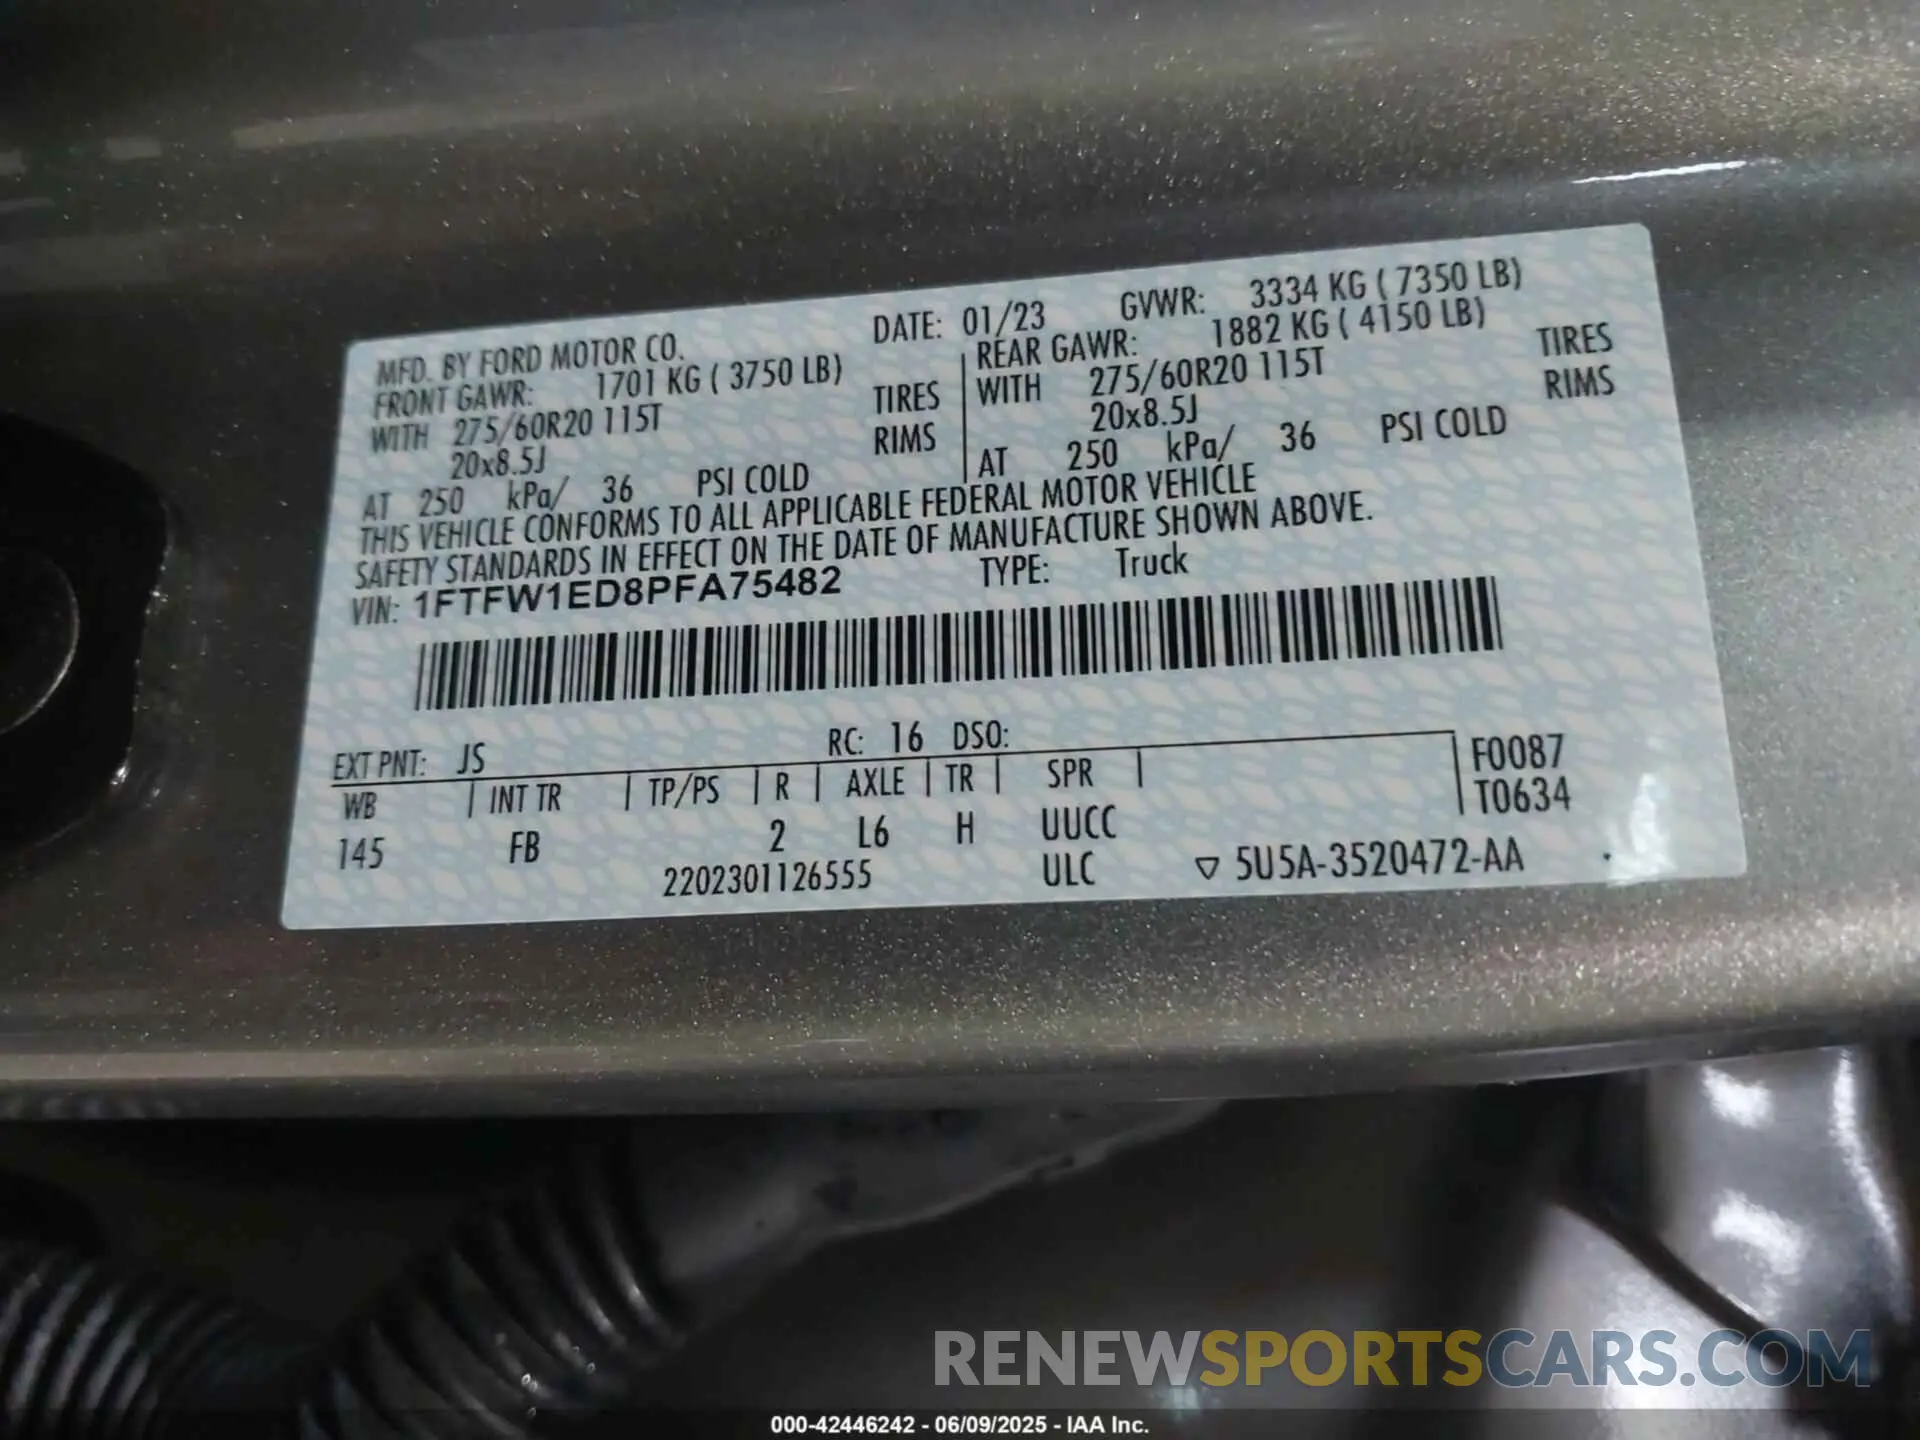 MFD. BY FORD MOTOR CO. DATE: 01/23 GVWR: 3334 KG ( 7350 LB)
FRONT GAWR: 1701 KG ( 3750 LB) REAR GAWR: 1882 KG ( 4150 LB)
WITH 275/60R20 115T TIRES WITH 275/60R20 115T TIRES
20x8.5J RIMS 20x8.5J RIMS
AT 250 kPa/ 36 PSI COLD AT 250 kPa/ 36 PSI COLD
THIS VEHICLE CONFORMS TO ALL APPLICABLE FEDERAL MOTOR VEHICLE
SAFETY STANDARDS IN EFFECT ON THE DATE OF MANUFACTURE SHOWN ABOVE.
VIN: 1FTFW1ED8PFA75482 TYPE: Truck
EXT PNT: JS RC: 16 DSO:
WB INT TR TP/PS R AXLE TR SPR F0087
T0634
145 FB 2 L6 H UUCC
2202301126555 ULC ▽ 5U5A-3520472-AA
RENEWSPORTSCARS.COM
000-42446242 - 06/09/2025 - IAA Inc.